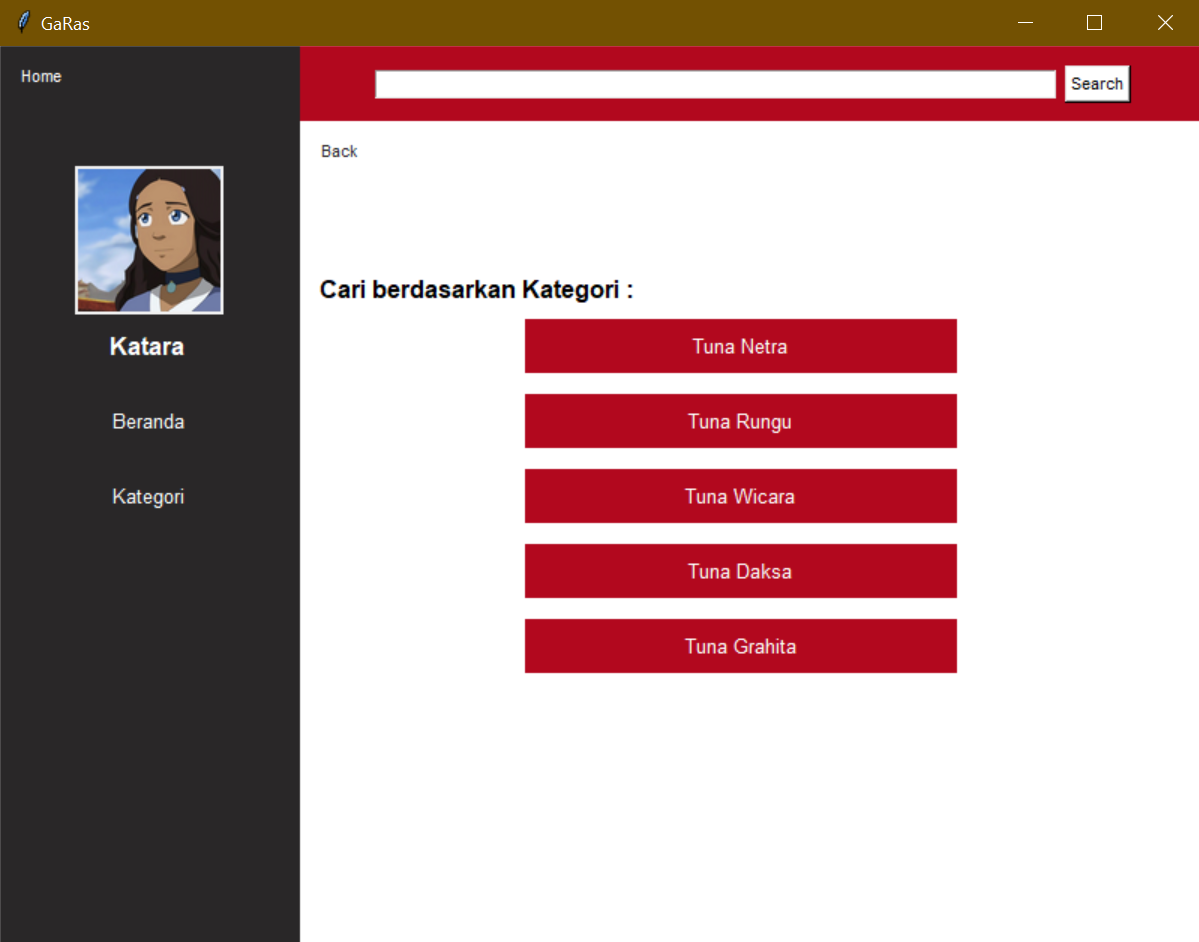 GaRas
Home
Search
Back
Katara
Beranda
Kategori
Cari berdasarkan Kategori :
Tuna Netra
Tuna Rungu
Tuna Wicara
Tuna Daksa
Tuna Grahita